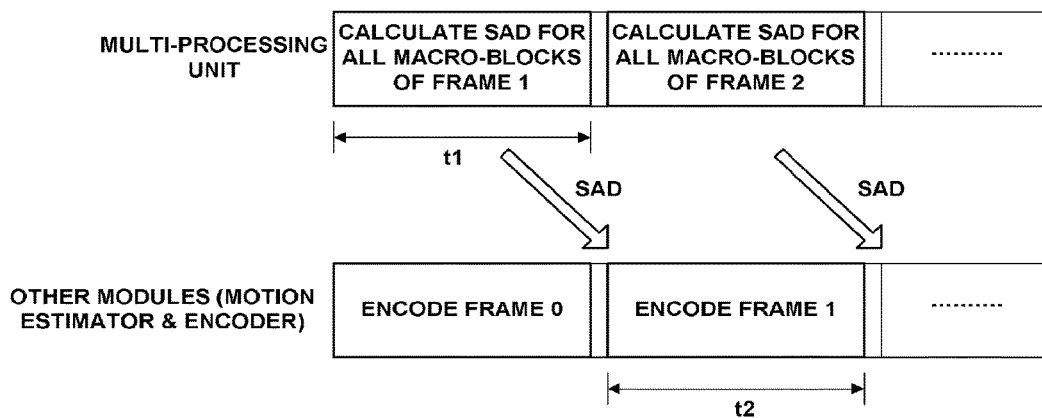 MULTI-PROCESSING
UNIT
CALCULATE SAD FOR
ALL MACRO-BLOCKS
OF FRAME 1
CALCULATE SAD FOR
ALL MACRO-BLOCKS
OF FRAME 2
..........
t1
SAD
SAD
OTHER MODULES (MOTION
ESTIMATOR & ENCODER)
ENCODE FRAME 0
ENCODE FRAME 1
..........
t2